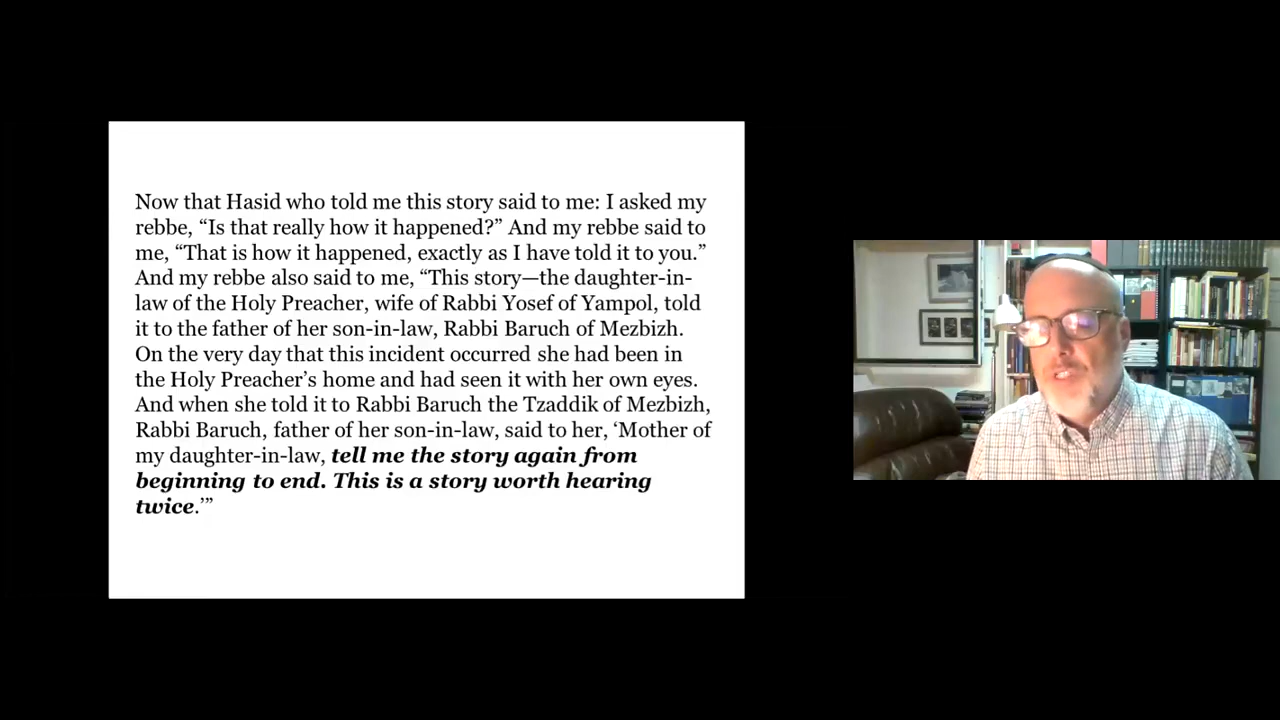 Now that Hasid who told me this story said to me: I asked my
rebbe, “Is that really how it happened?” And my rebbe said to
me, “That is how it happened, exactly as I have told it to you.”
And my rebbe also said to me, “This story—the daughter-in-
law of the Holy Preacher, wife of Rabbi Yosef of Yampol, told
it to the father of her son-in-law, Rabbi Baruch of Mezbizh.
On the very day that this incident occurred she had been in
the Holy Preacher’s home and had seen it with her own eyes.
And when she told it to Rabbi Baruch the Tzaddik of Mezbizh,
Rabbi Baruch, father of her son-in-law, said to her, ‘Mother of
my daughter-in-law, tell me the story again from
beginning to end. This is a story worth hearing
twice.’”